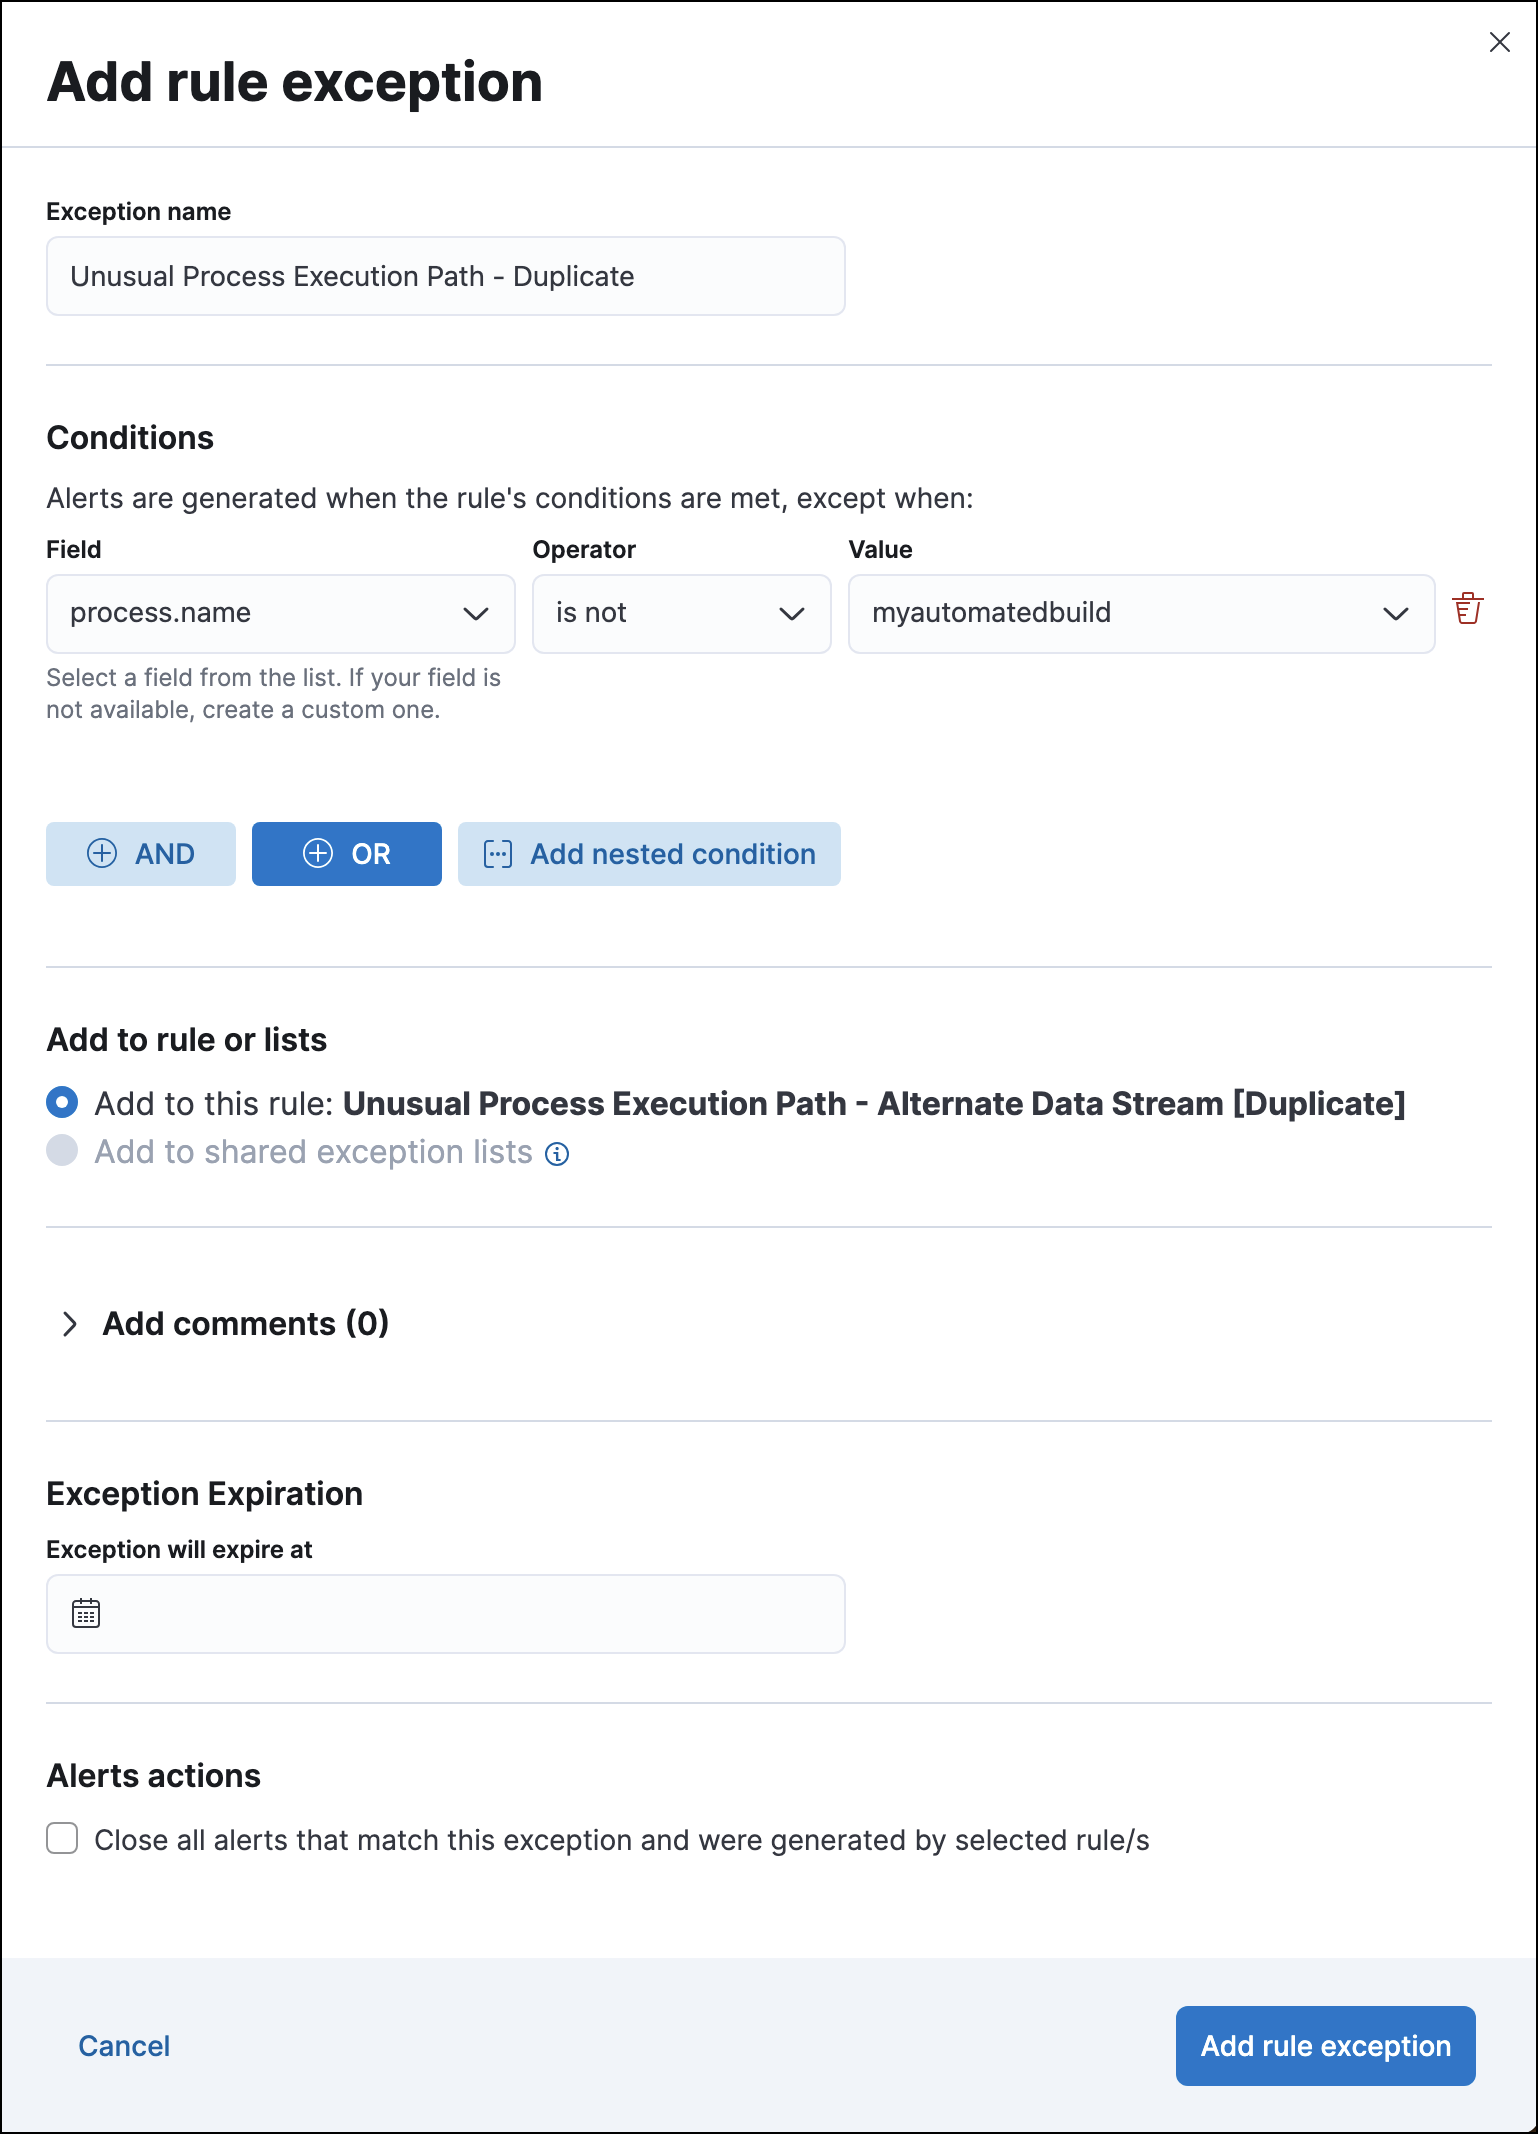 Add rule exception
Exception name
Unusual Process Execution Path - Duplicate
Conditions
Alerts are generated when the rule's conditions are met, except when:
Field Operator Value
process.name is not myautomatedbuild
Select a field from the list. If your field is
not available, create a custom one.
AND OR Add nested condition
Add to rule or lists
Add to this rule: Unusual Process Execution Path - Alternate Data Stream [Duplicate]
Add to shared exception lists
Add comments (0)
Exception Expiration
Exception will expire at
Alerts actions
Close all alerts that match this exception and were generated by selected rule/s
Cancel Add rule exception